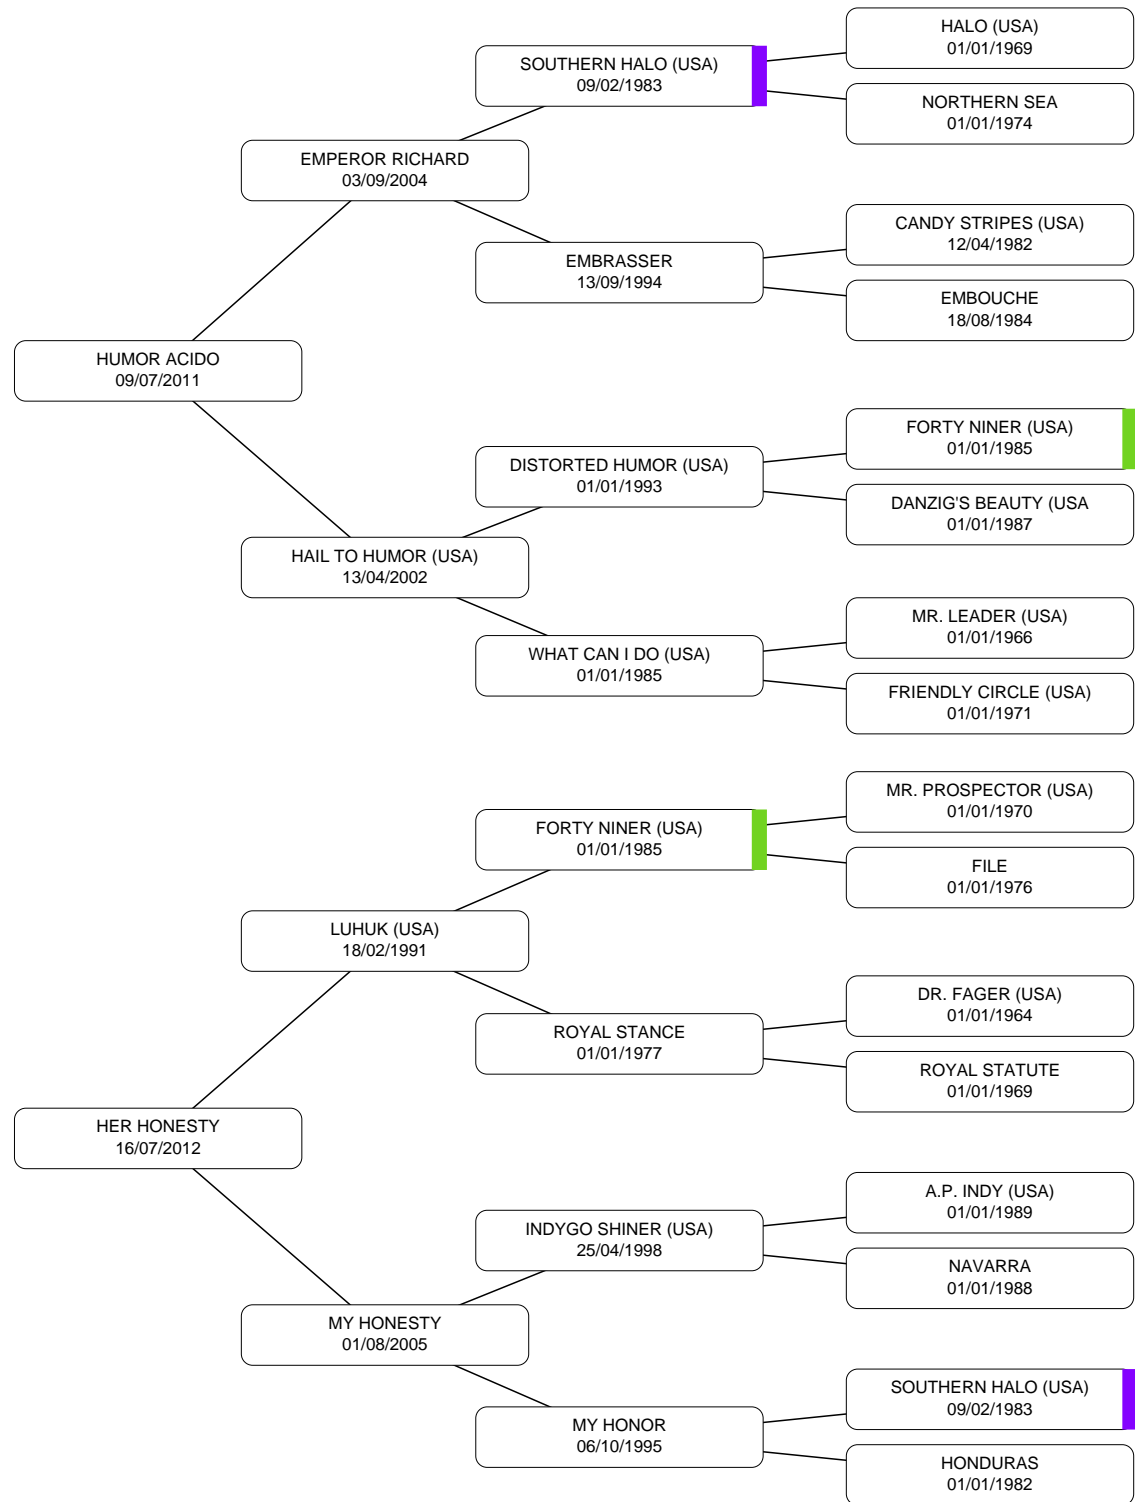 HALO (USA)
01/01/1969
SOUTHERN HALO (USA)
09/02/1983
NORTHERN SEA
01/01/1974
EMPEROR RICHARD
03/09/2004
CANDY STRIPES (USA)
12/04/1982
EMBRASSER
13/09/1994
EMBOUCHE
18/08/1984
HUMOR ACIDO
09/07/2011
FORTY NINER (USA)
01/01/1985
DISTORTED HUMOR (USA)
01/01/1993
DANZIG'S BEAUTY (USA
01/01/1987
HAIL TO HUMOR (USA)
13/04/2002
MR. LEADER (USA)
01/01/1966
WHAT CAN I DO (USA)
01/01/1985
FRIENDLY CIRCLE (USA)
01/01/1971
MR. PROSPECTOR (USA)
01/01/1970
FORTY NINER (USA)
01/01/1985
FILE
01/01/1976
LUHUK (USA)
18/02/1991
DR. FAGER (USA)
01/01/1964
ROYAL STANCE
01/01/1977
ROYAL STATUTE
01/01/1969
HER HONESTY
16/07/2012
A.P. INDY (USA)
01/01/1989
INDYGO SHINER (USA)
25/04/1998
NAVARRA
01/01/1988
MY HONESTY
01/08/2005
SOUTHERN HALO (USA)
09/02/1983
MY HONOR
06/10/1995
HONDURAS
01/01/1982